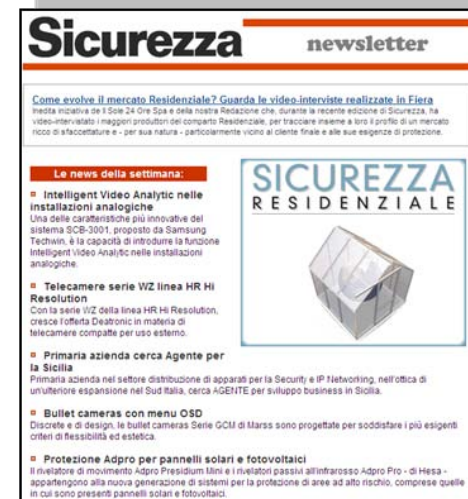 Sicurezza newsletter
Come evolve il mercato Residenziale? Guarda le video-interviste realizzate in Fiera
Inedita iniziativa de Il Sole 24 Ore Spa e della nostra Redazione che, durante la recente edizione di Sicurezza, ha
video-intervistato i maggiori produttori del comparto Residenziale, per tracciare insieme a loro il profilo di un mercato
ricco di sfaccettature e - per sua natura - particolarmente vicino al cliente finale e alle sue esigenze di protezione.
Le news della settimana:
Intelligent Video Analytic nelle
installazioni analogiche
Una delle caratteristiche più innovative del
sistema SCB-3001, proposto da Samsung
Techwin, è la capacità di introdurre la funzione
Intelligent Video Analytic nelle installazioni
analogiche.
SICUREZZA
RESIDENZIALE
Telecamere serie WZ linea HR Hi
Resolution
Con la serie WZ della linea HR Hi Resolution,
cresce l'offerta Deatronic in materia di
telecamere compatte per uso esterno.
Primaria azienda cerca Agente per
la Sicilia
Primaria azienda nel settore distribuzione di apparati per la Security e IP Networking, nell'ottica di
un'ulteriore espansione nel Sud Italia, cerca AGENTE per sviluppo business in Sicilia.
Bullet cameras con menu OSD
Discrete e di design, le bullet cameras Serie GCM di Marss sono progettate per soddisfare i più esigenti
criteri di flessibilità ed estetica.
Protezione Adpro per pannelli solari e fotovoltaici
Il rivelatore di movimento Adpro Presidium Mini e i rivelatori passivi all'infrarosso Adpro Pro - di Hesa -
appartengono alla nuova generazione di sistemi per la protezione di aree ad alto rischio, comprese quelle
in cui sono presenti pannelli solari e fotovoltaici.